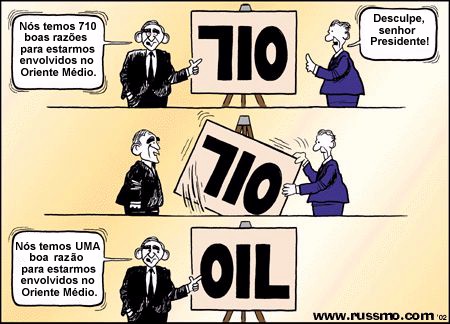 Nós temos 710
boas razões
para estarmos
envolvidos no
Oriente Médio.
710
Desculpe,
senhor
Presidente!
710
Nós temos UMA
boa razão
para estarmos
envolvidos no
Oriente Médio.
OIL
www.russmo.com '02